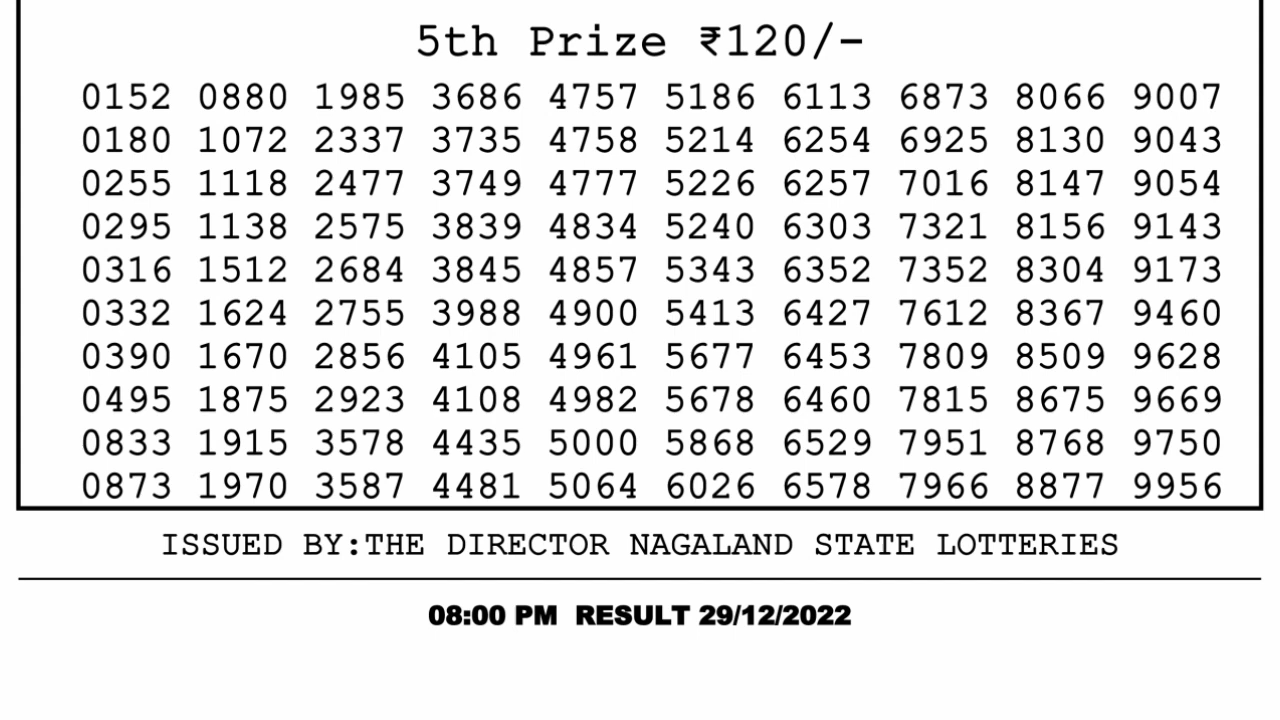 5th Prize ₹120/-
0152 0880 1985 3686 4757 5186 6113 6873 8066 9007
0180 1072 2337 3735 4758 5214 6254 6925 8130 9043
0255 1118 2477 3749 4777 5226 6257 7016 8147 9054
0295 1138 2575 3839 4834 5240 6303 7321 8156 9143
0316 1512 2684 3845 4857 5343 6352 7352 8304 9173
0332 1624 2755 3988 4900 5413 6427 7612 8367 9460
0390 1670 2856 4105 4961 5677 6453 7809 8509 9628
0495 1875 2923 4108 4982 5678 6460 7815 8675 9669
0833 1915 3578 4435 5000 5868 6529 7951 8768 9750
0873 1970 3587 4481 5064 6026 6578 7966 8877 9956
ISSUED BY:THE DIRECTOR NAGALAND STATE LOTTERIES
08:00 PM RESULT 29/12/2022